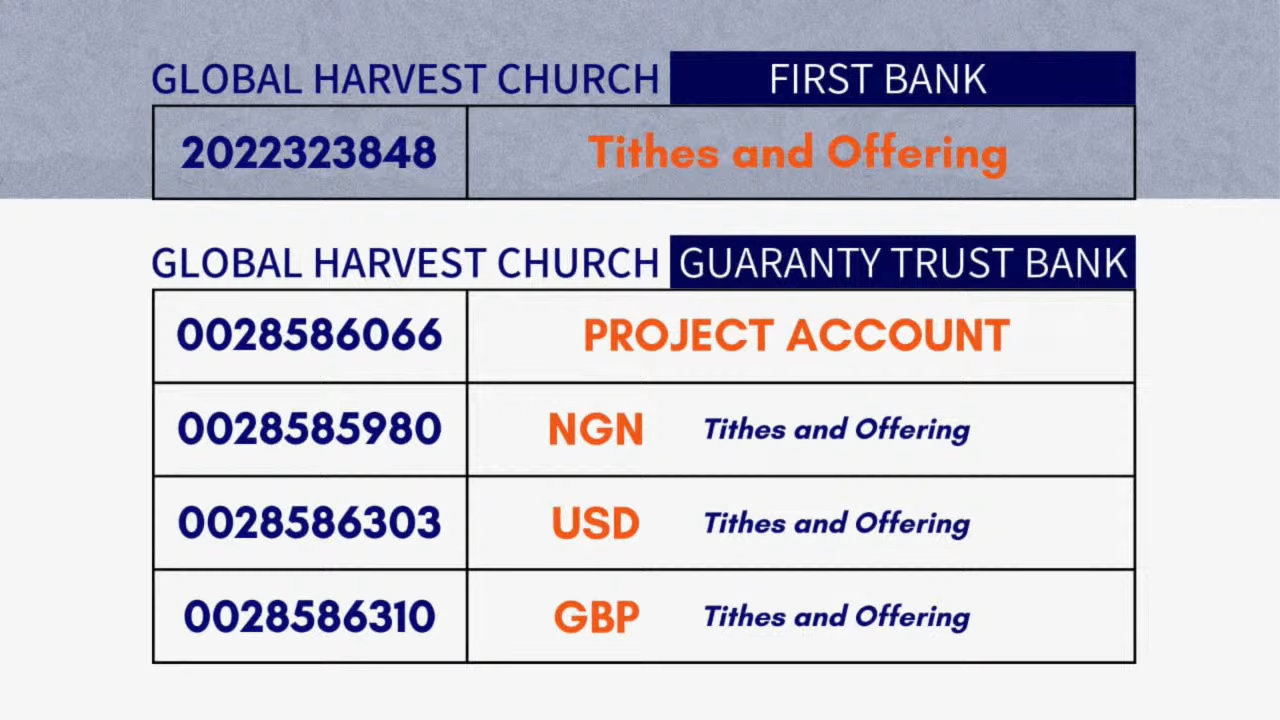 GLOBAL HARVEST CHURCH FIRST BANK
2022323848 Tithes and Offering
GLOBAL HARVEST CHURCH GUARANTY TRUST BANK
0028586066 PROJECT ACCOUNT
0028585980 NGN Tithes and Offering
0028586303 USD Tithes and Offering
0028586310 GBP Tithes and Offering